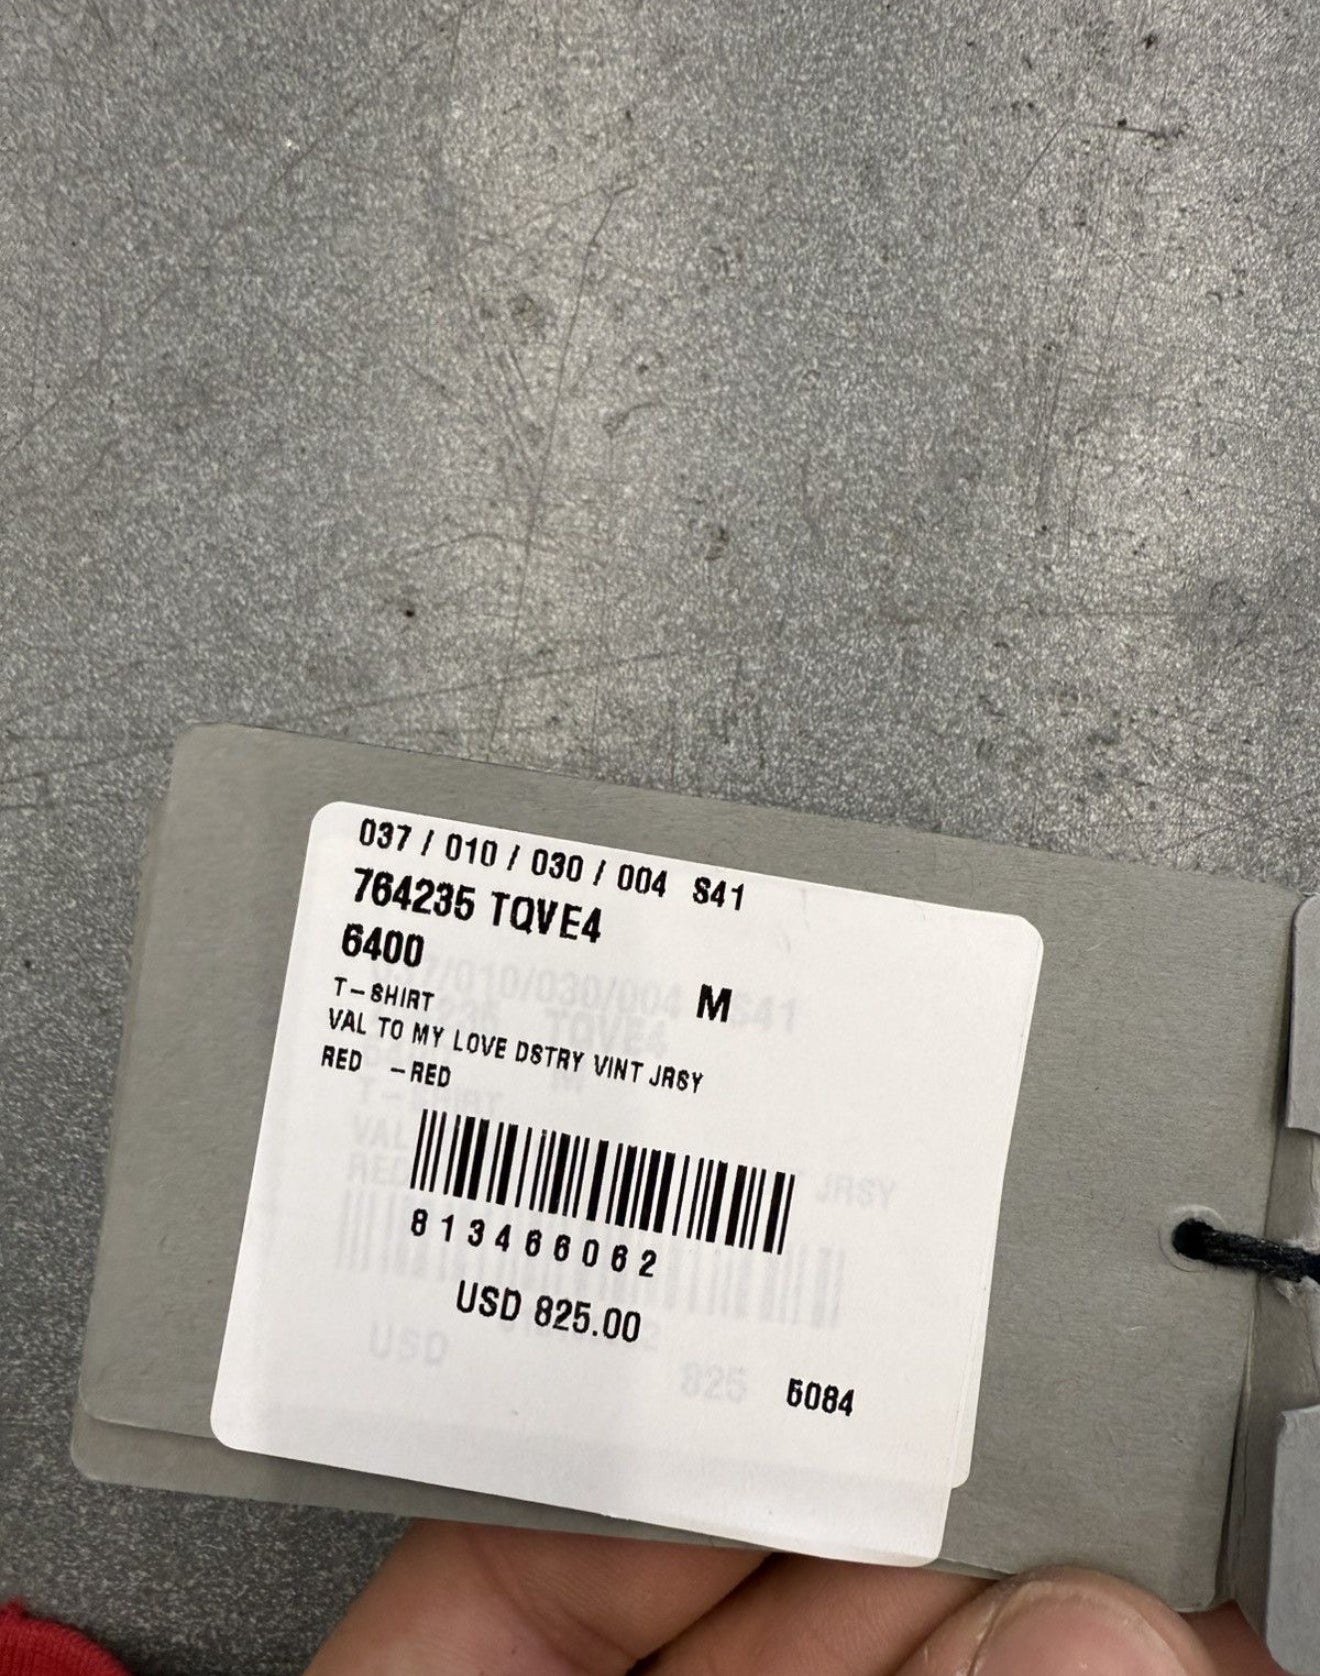 037 / 010 / 030 / 004 S41
764235 TQVE4
6400
T-SHIRT M
VAL TO MY LOVE DSTRY VINT JRSY
RED -RED
813466062
USD 825.00
5084